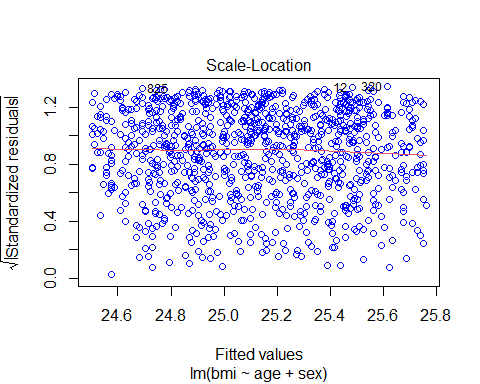 Scale-Location
12
380
1.2
0.8
0.4
0.0
√|Standardized residuals|
24.6 24.8 25.0 25.2 25.4 25.6 25.8
Fitted values
lm(bmi ~ age + sex)